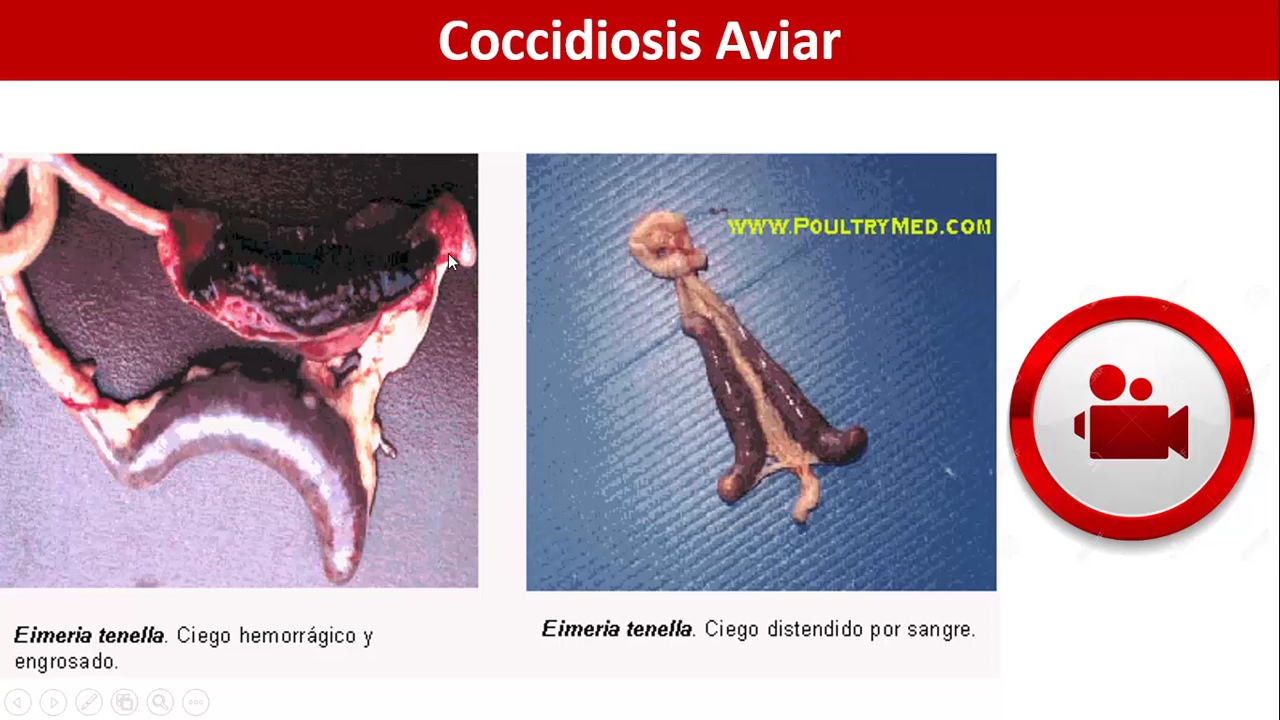 Coccidiosis Aviar
www.PoultryMed.com
Eimeria tenella. Ciego hemorrágico y
engrosado.
Eimeria tenella. Ciego distendido por sangre.